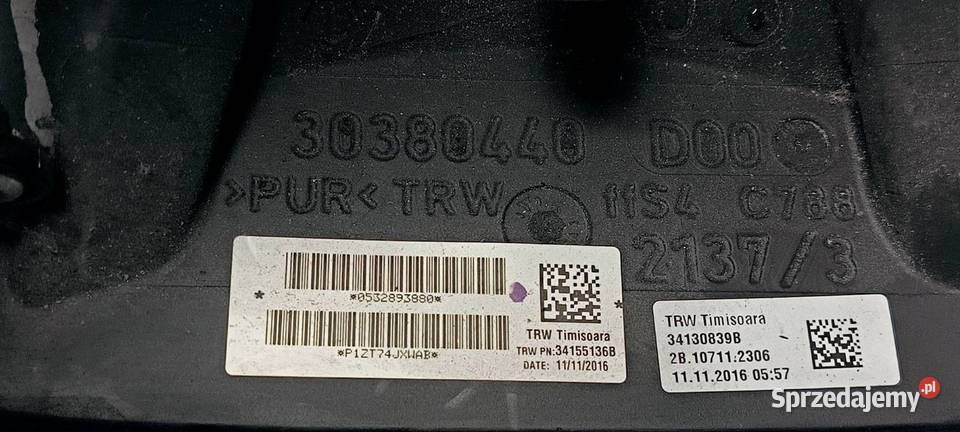 30380440 D00
>PUR< TRW ffS4 C788
2137/3
*0532893880*
*P1ZT74JXWAB*
TRW Timisoara
TRW PN:34155136B
DATE: 11/11/2016
TRW Timisoara
34130839B
2B.10711.2306
11.11.2016 05:57
Sprzedajemy.pl